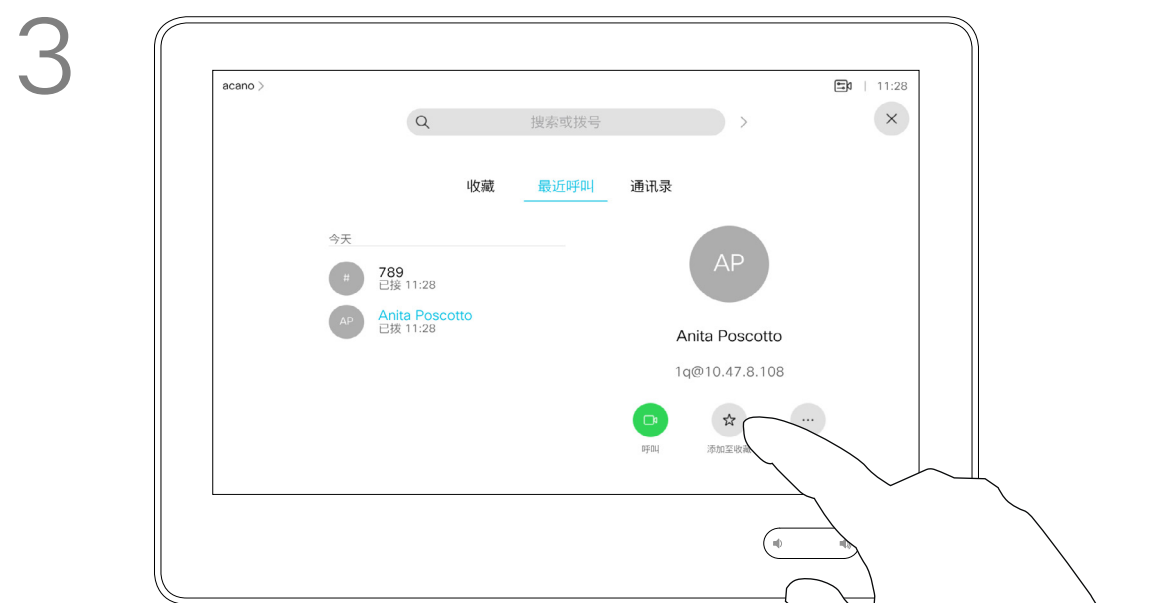 3
acano
11:28
搜索或拨号
收藏 最近呼叫 通讯录
今天
#
789
已接 11:28
AP
Anita Poscotto
已拨 11:28
AP
Anita Poscotto
1q@10.47.8.108
呼叫
添加至收藏